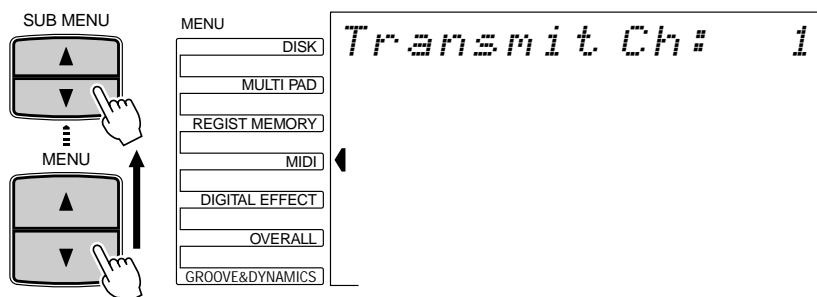 SUB MENU
MENU
MENU
DISK
MULTI PAD
REGIST MEMORY
MIDI
DIGITAL EFFECT
OVERALL
GROOVE&DYNAMICS
Transmit Ch: 1